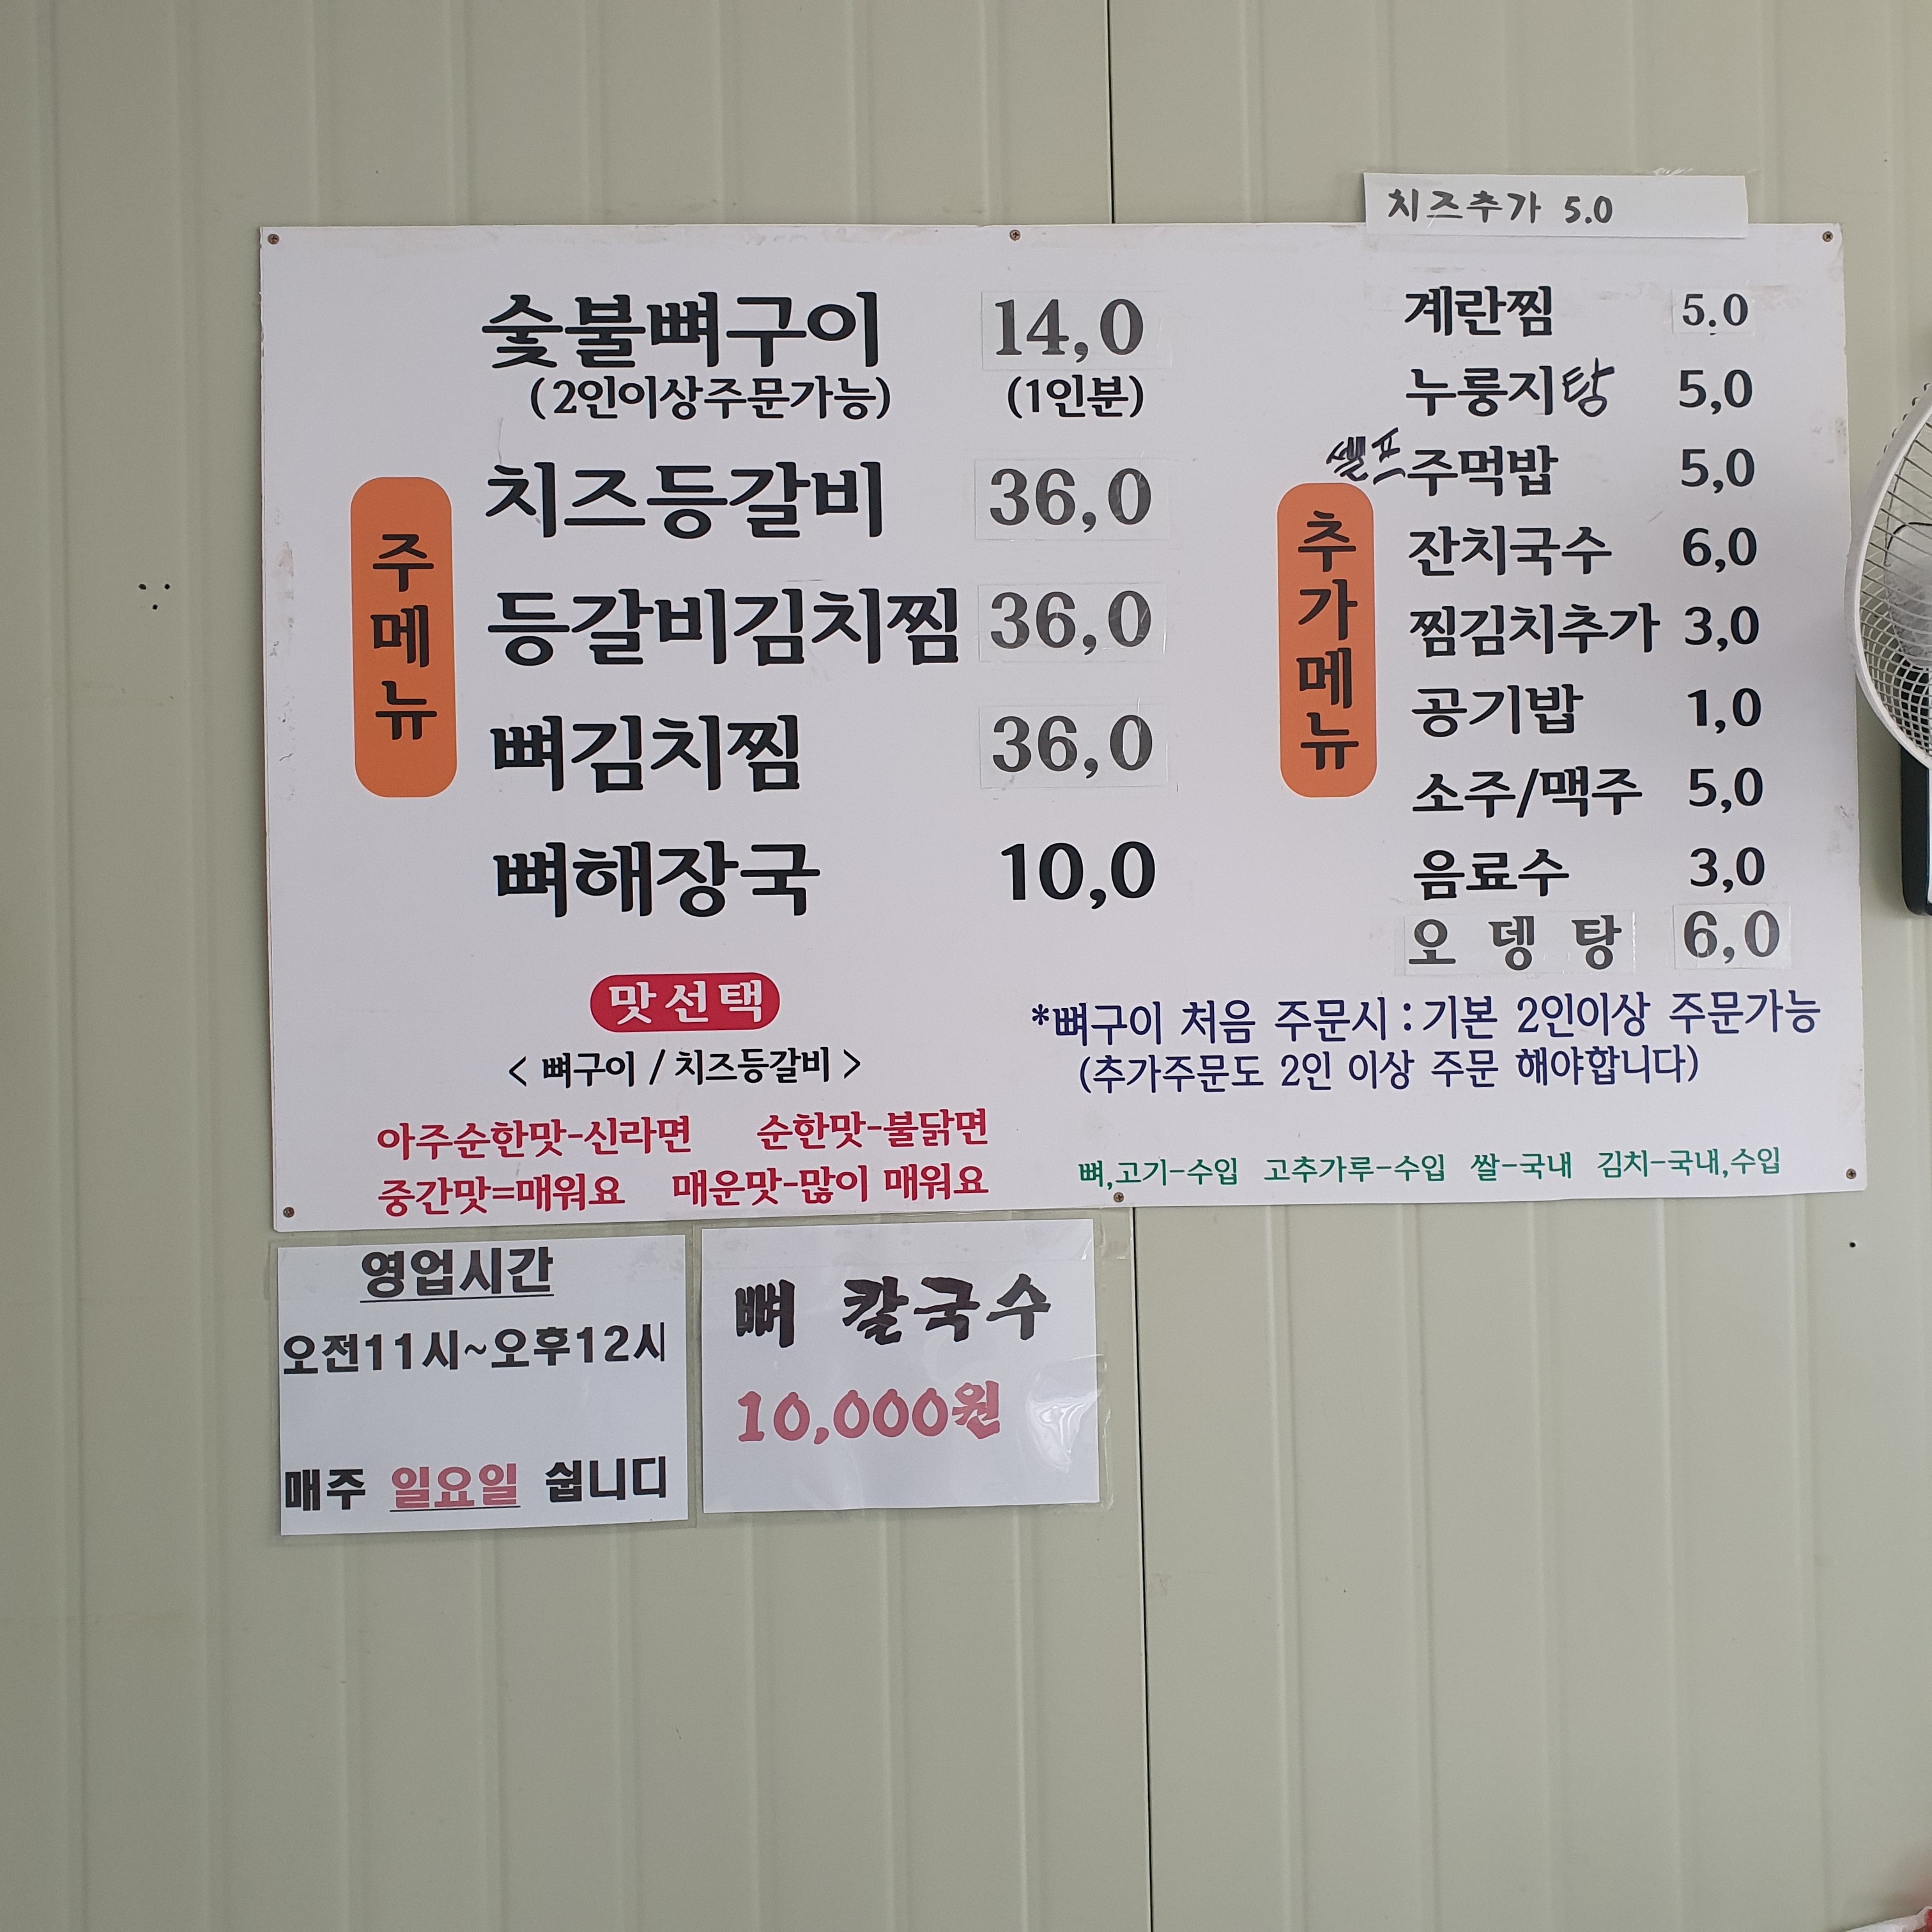 치즈추가 5.0
주메뉴
숯불뼈구이 14,0
(2인이상주문가능) (1인분)
치즈등갈비 36,0
등갈비김치찜 36,0
뼈김치찜 36,0
뼈해장국 10,0
추가메뉴
계란찜 5.0
누룽지탕 5,0
셀프주먹밥 5,0
잔치국수 6,0
찜김치추가 3,0
공기밥 1,0
소주/맥주 5,0
음료수 3,0
오뎅탕 6,0
맛선택
< 뼈구이 / 치즈등갈비 >
아주순한맛-신라면 순한맛-불닭면
중간맛=매워요 매운맛-많이 매워요
*뼈구이 처음 주문시 : 기본 2인이상 주문가능
(추가주문도 2인 이상 주문 해야합니다)
뼈,고기-수입 고추가루-수입 쌀-국내 김치-국내,수입
영업시간
오전11시~오후12시
매주 일요일 쉽니디
뼈 칼국수
10,000원